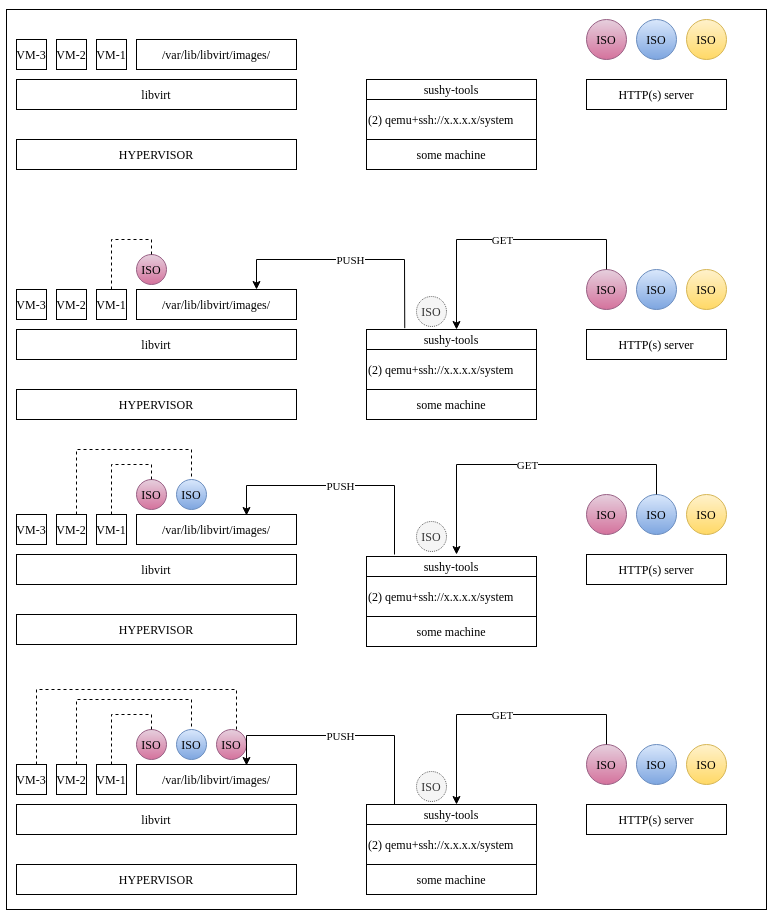 ISO ISO ISO
VM-3 VM-2 VM-1 /var/lib/libvirt/images/
libvirt
sushy-tools
HTTP(s) server
(2) qemu+ssh://x.x.x.x/system
HYPERVISOR
some machine
GET
PUSH
ISO
ISO ISO ISO
VM-3 VM-2 VM-1 /var/lib/libvirt/images/
ISO
sushy-tools
libvirt
HTTP(s) server
(2) qemu+ssh://x.x.x.x/system
HYPERVISOR
some machine
GET
PUSH
ISO ISO
ISO ISO ISO
VM-3 VM-2 VM-1 /var/lib/libvirt/images/
ISO
sushy-tools
libvirt
HTTP(s) server
(2) qemu+ssh://x.x.x.x/system
HYPERVISOR
some machine
GET
PUSH
ISO ISO ISO
ISO ISO ISO
VM-3 VM-2 VM-1 /var/lib/libvirt/images/
ISO
sushy-tools
libvirt
HTTP(s) server
(2) qemu+ssh://x.x.x.x/system
HYPERVISOR
some machine